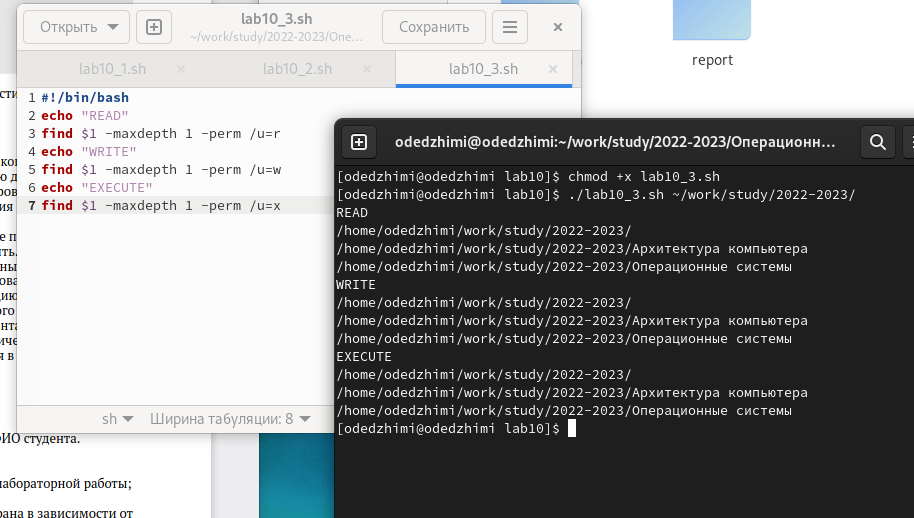 Открыть
lab10_3.sh
~/work/study/2022-2023/Опе…
Сохранить
report
lab10_1.sh
lab10_2.sh
lab10_3.sh
1 #!/bin/bash
2 echo "READ"
3 find $1 -maxdepth 1 -perm /u=r
4 echo "WRITE"
5 find $1 -maxdepth 1 -perm /u=w
6 echo "EXECUTE"
7 find $1 -maxdepth 1 -perm /u=x
sh
Ширина табуляции: 8
odedzhimi@odedzhimi:~/work/study/2022-2023/Операционн…
[odedzhimi@odedzhimi lab10]$ chmod +x lab10_3.sh
[odedzhimi@odedzhimi lab10]$ ./lab10_3.sh ~/work/study/2022-2023/
READ
/home/odedzhimi/work/study/2022-2023/
/home/odedzhimi/work/study/2022-2023/Архитектура компьютера
/home/odedzhimi/work/study/2022-2023/Операционные системы
WRITE
/home/odedzhimi/work/study/2022-2023/
/home/odedzhimi/work/study/2022-2023/Архитектура компьютера
/home/odedzhimi/work/study/2022-2023/Операционные системы
EXECUTE
/home/odedzhimi/work/study/2022-2023/
/home/odedzhimi/work/study/2022-2023/Архитектура компьютера
/home/odedzhimi/work/study/2022-2023/Операционные системы
[odedzhimi@odedzhimi lab10]$
ФИО студента.
лабораторной работы;
рана в зависимости от